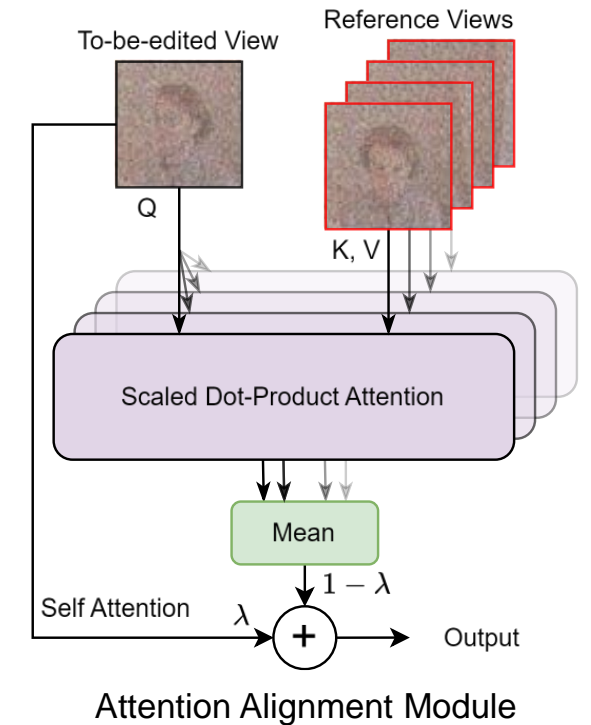 Reference Views
To-be-edited View
Q
K, V
Scaled Dot-Product Attention
Mean
1 − λ
Self Attention
λ
+
Output
Attention Alignment Module